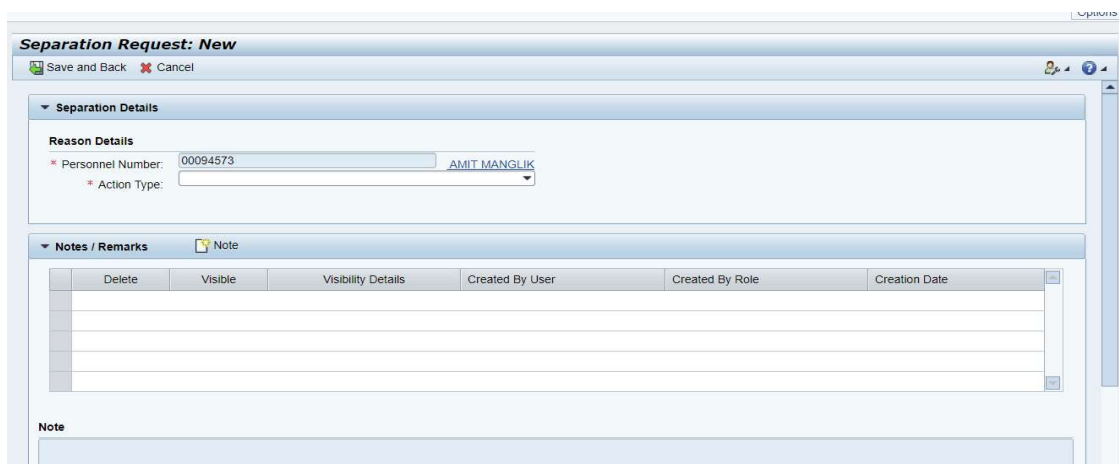 Options
Separation Request: New
Save and Back Cancel
Separation Details
Reason Details
* Personnel Number: 00094573 AMIT MANGLIK
* Action Type:
Notes / Remarks Note
Delete Visible Visibility Details Created By User Created By Role Creation Date
Note